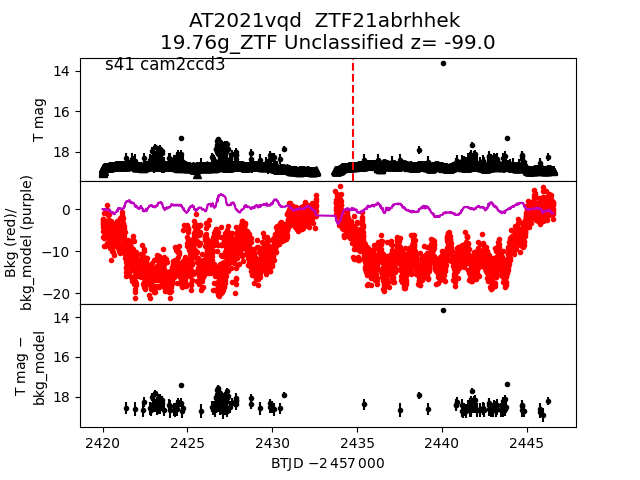 AT2021vqd  ZTF21abrhhek
19.76g_ZTF Unclassified z= -99.0
s41 cam2ccd3
T mag
14
16
18
Bkg (red)/
bkg_model (purple)
0
−10
−20
T mag −
bkg_model
14
16
18
2420 2425 2430 2435 2440 2445
BTJD −2 457 000